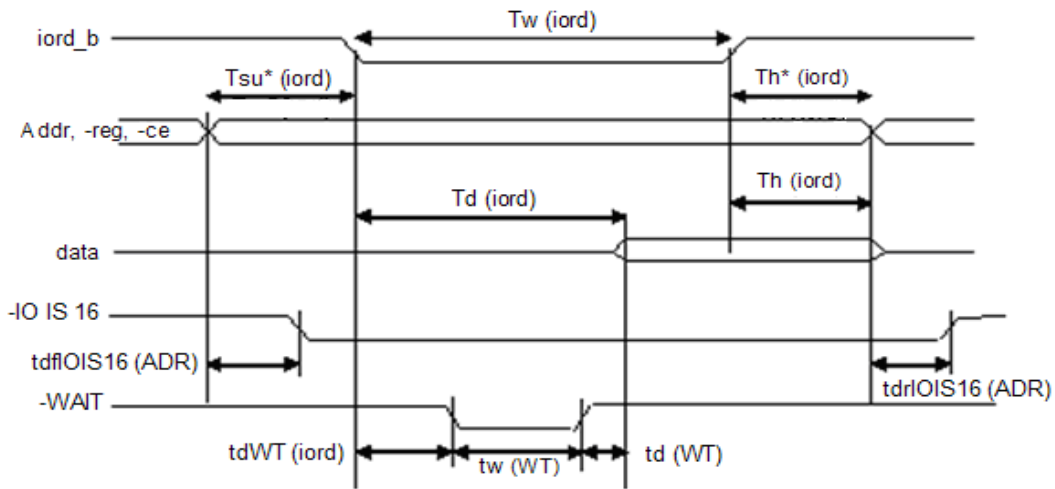 Tw (iord)
iord_b
Tsu* (iord)
Th* (iord)
Addr, -reg, -ce
Th (iord)
Td (iord)
data
-IO IS 16
tdfIOIS16 (ADR)
tdrIOIS16 (ADR)
-WAIT
tdWT (iord)
tw (WT)
td (WT)